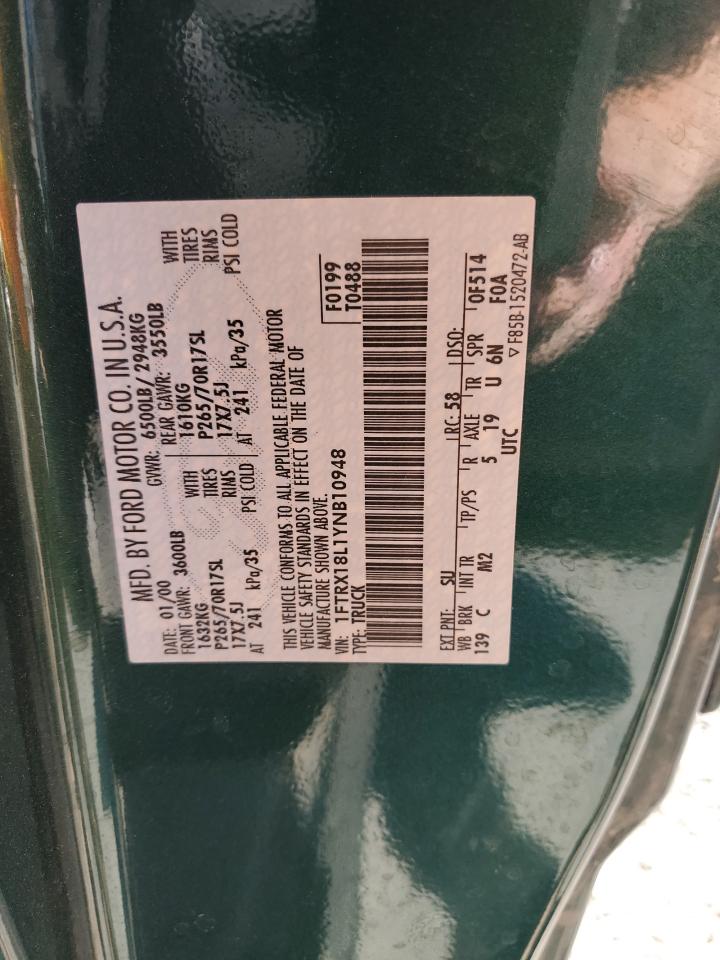 MFD. BY FORD MOTOR CO. IN U.S.A.
DATE: 01/00 GVWR: 6500LB/ 2948KG
FRONT GAWR: 3600LB REAR GAWR: 3550LB
1632KG WITH 1610KG WITH
P265/70R17SL TIRES P265/70R17SL TIRES
17X7.5J RIMS 17X7.5J RIMS
AT 241 kPa/35 PSI COLD AT 241 kPa/35 PSI COLD
THIS VEHICLE CONFORMS TO ALL APPLICABLE FEDERAL MOTOR
VEHICLE SAFETY STANDARDS IN EFFECT ON THE DATE OF
MANUFACTURE SHOWN ABOVE.
VIN: 1FTRX18L1YNB10948 F0199
TYPE: TRUCK T0488
EXT PNT: SU RC: 58 DSO:
WB BRK INT TR TP/PS R AXLE TR SPR 0F514
139 C M2 5 19 U 6N F0A
UTC ▽F85B-1520472-AB